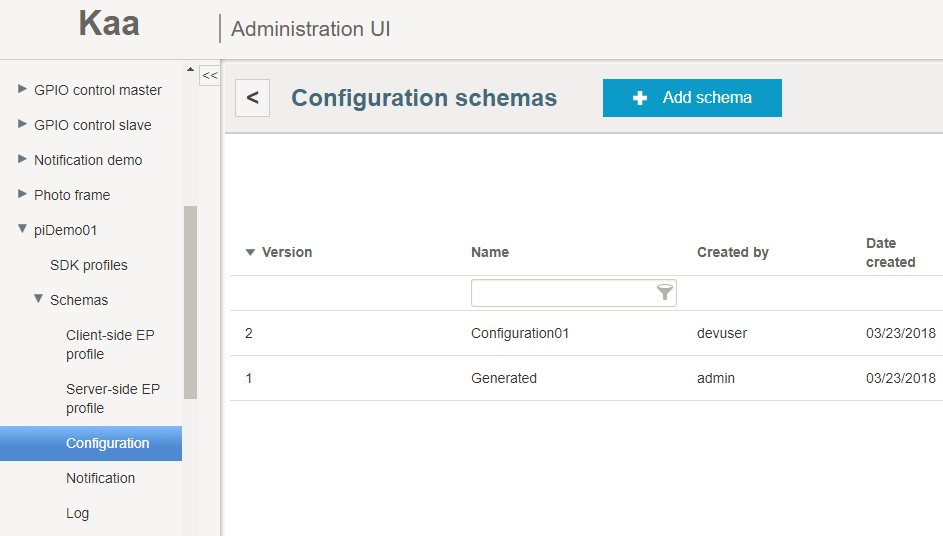 Kaa
Administration UI
<<
GPIO control master
GPIO control slave
Notification demo
Photo frame
piDemo01
SDK profiles
Schemas
Client-side EP
profile
Server-side EP
profile
Configuration
Notification
Log
<
Configuration schemas
+ Add schema
Version Name Created by Date
created
2 Configuration01 devuser 03/23/2018
1 Generated admin 03/23/2018